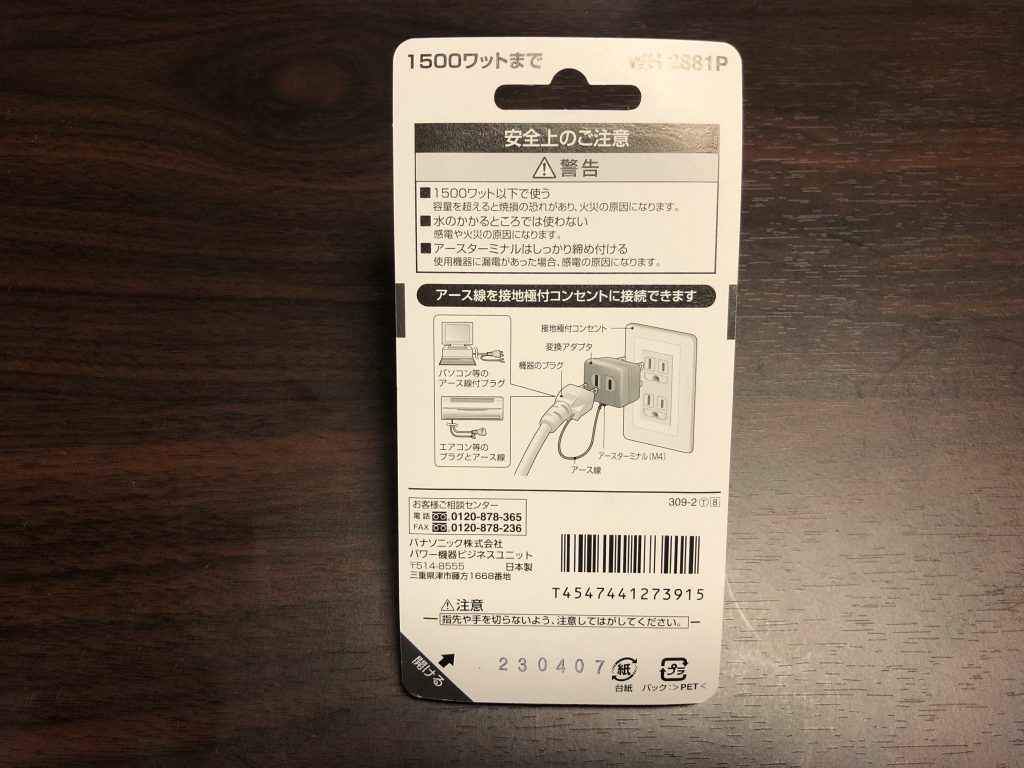 1500ワットまで
WH 2881P
安全上のご注意
警告
■1500ワット以下で使う
容量を超えると焼損の恐れがあり、火災の原因になります。
■水のかかるところでは使わない
感電や火災の原因になります。
■アースターミナルはしっかり締め付ける
使用機器に漏電があった場合、感電の原因になります。
アース線を接地極付コンセントに接続できます
接地極付コンセント
変換アダプタ
機器のプラグ
パソコン等の
アース線付プラグ
エアコン等の
プラグとアース線
アースターミナル(M4)
アース線
309-2 Ⓣ ⑧
お客様ご相談センター
電話 0120-878-365
FAX 0120-878-236
パナソニック株式会社
パワー機器ビジネスユニット
〒514-8555 日本製
三重県津市藤方1668番地
T4547441273915
注意
指先や手を切らないよう、注意してはがしてください。
開ける
230407
紙
台紙
プラ
パック:>PET<